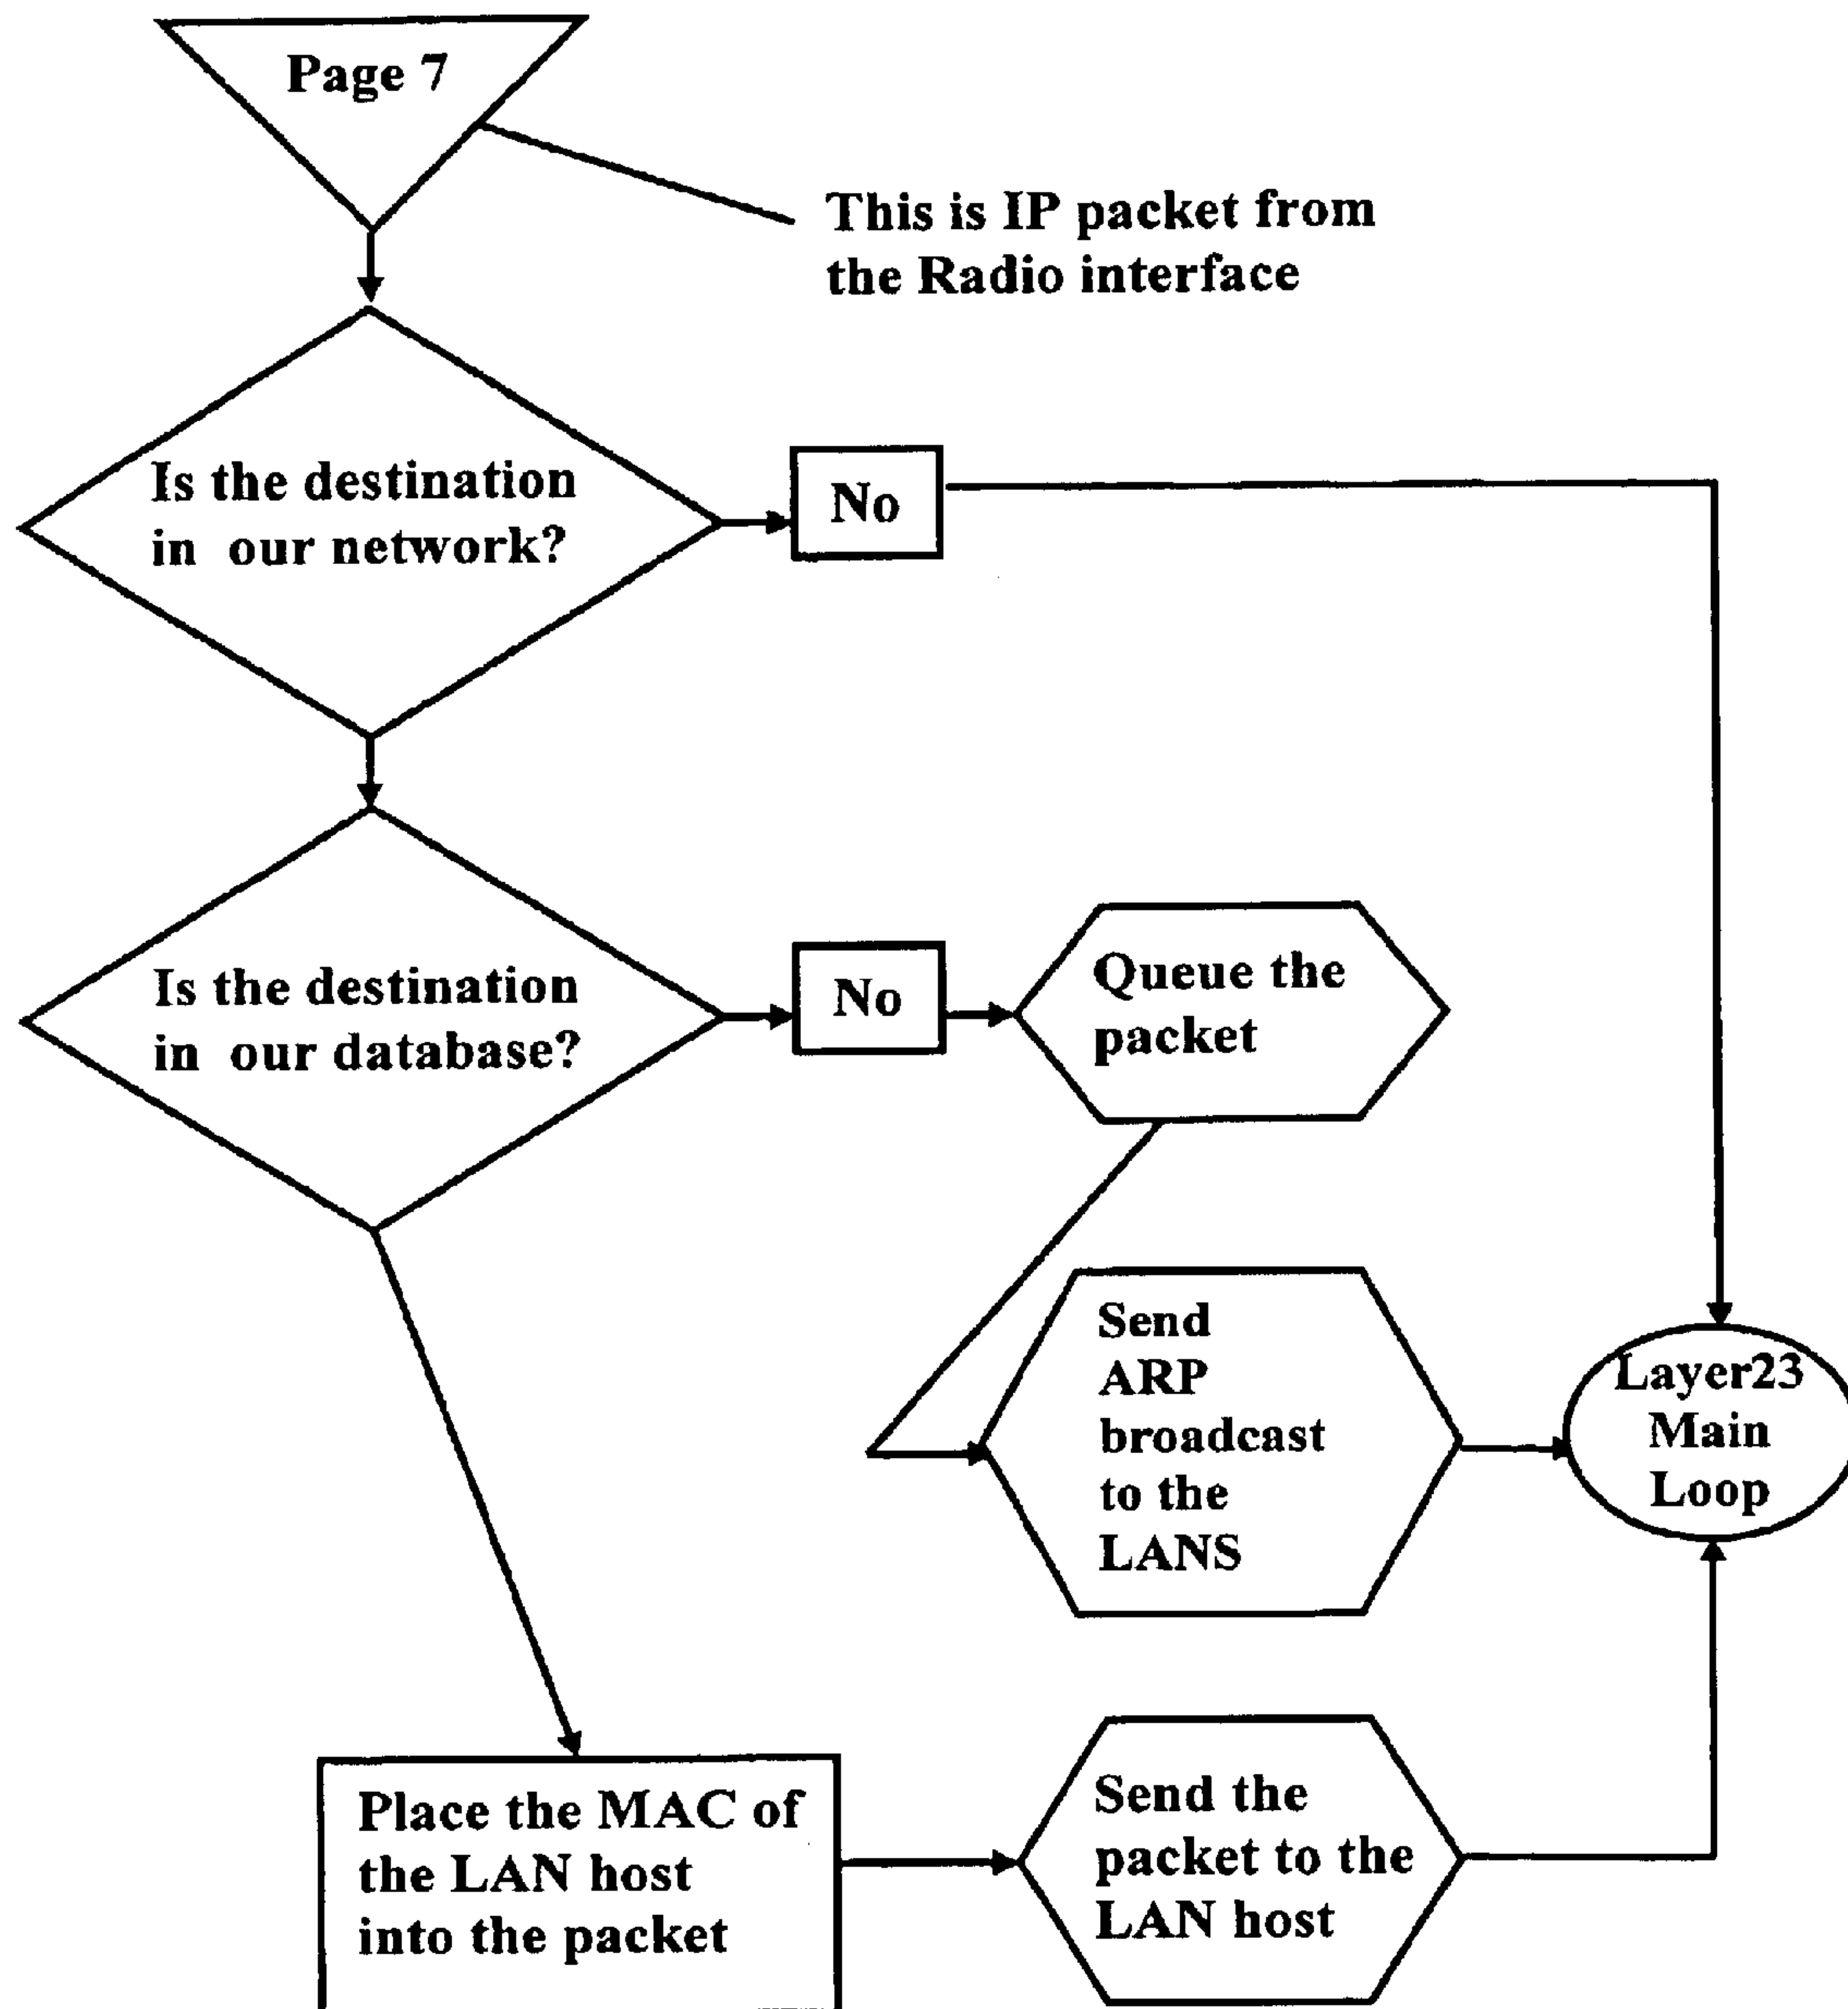 Page 7
This is IP packet from
the Radio interface
Is the destination
in our network?
No
Is the destination
in our database?
No
Queue the
packet
Send
ARP
broadcast
to the
LANS
Layer23
Main
Loop
Place the MAC of
the LAN host
into the packet
Send the
packet to the
LAN host